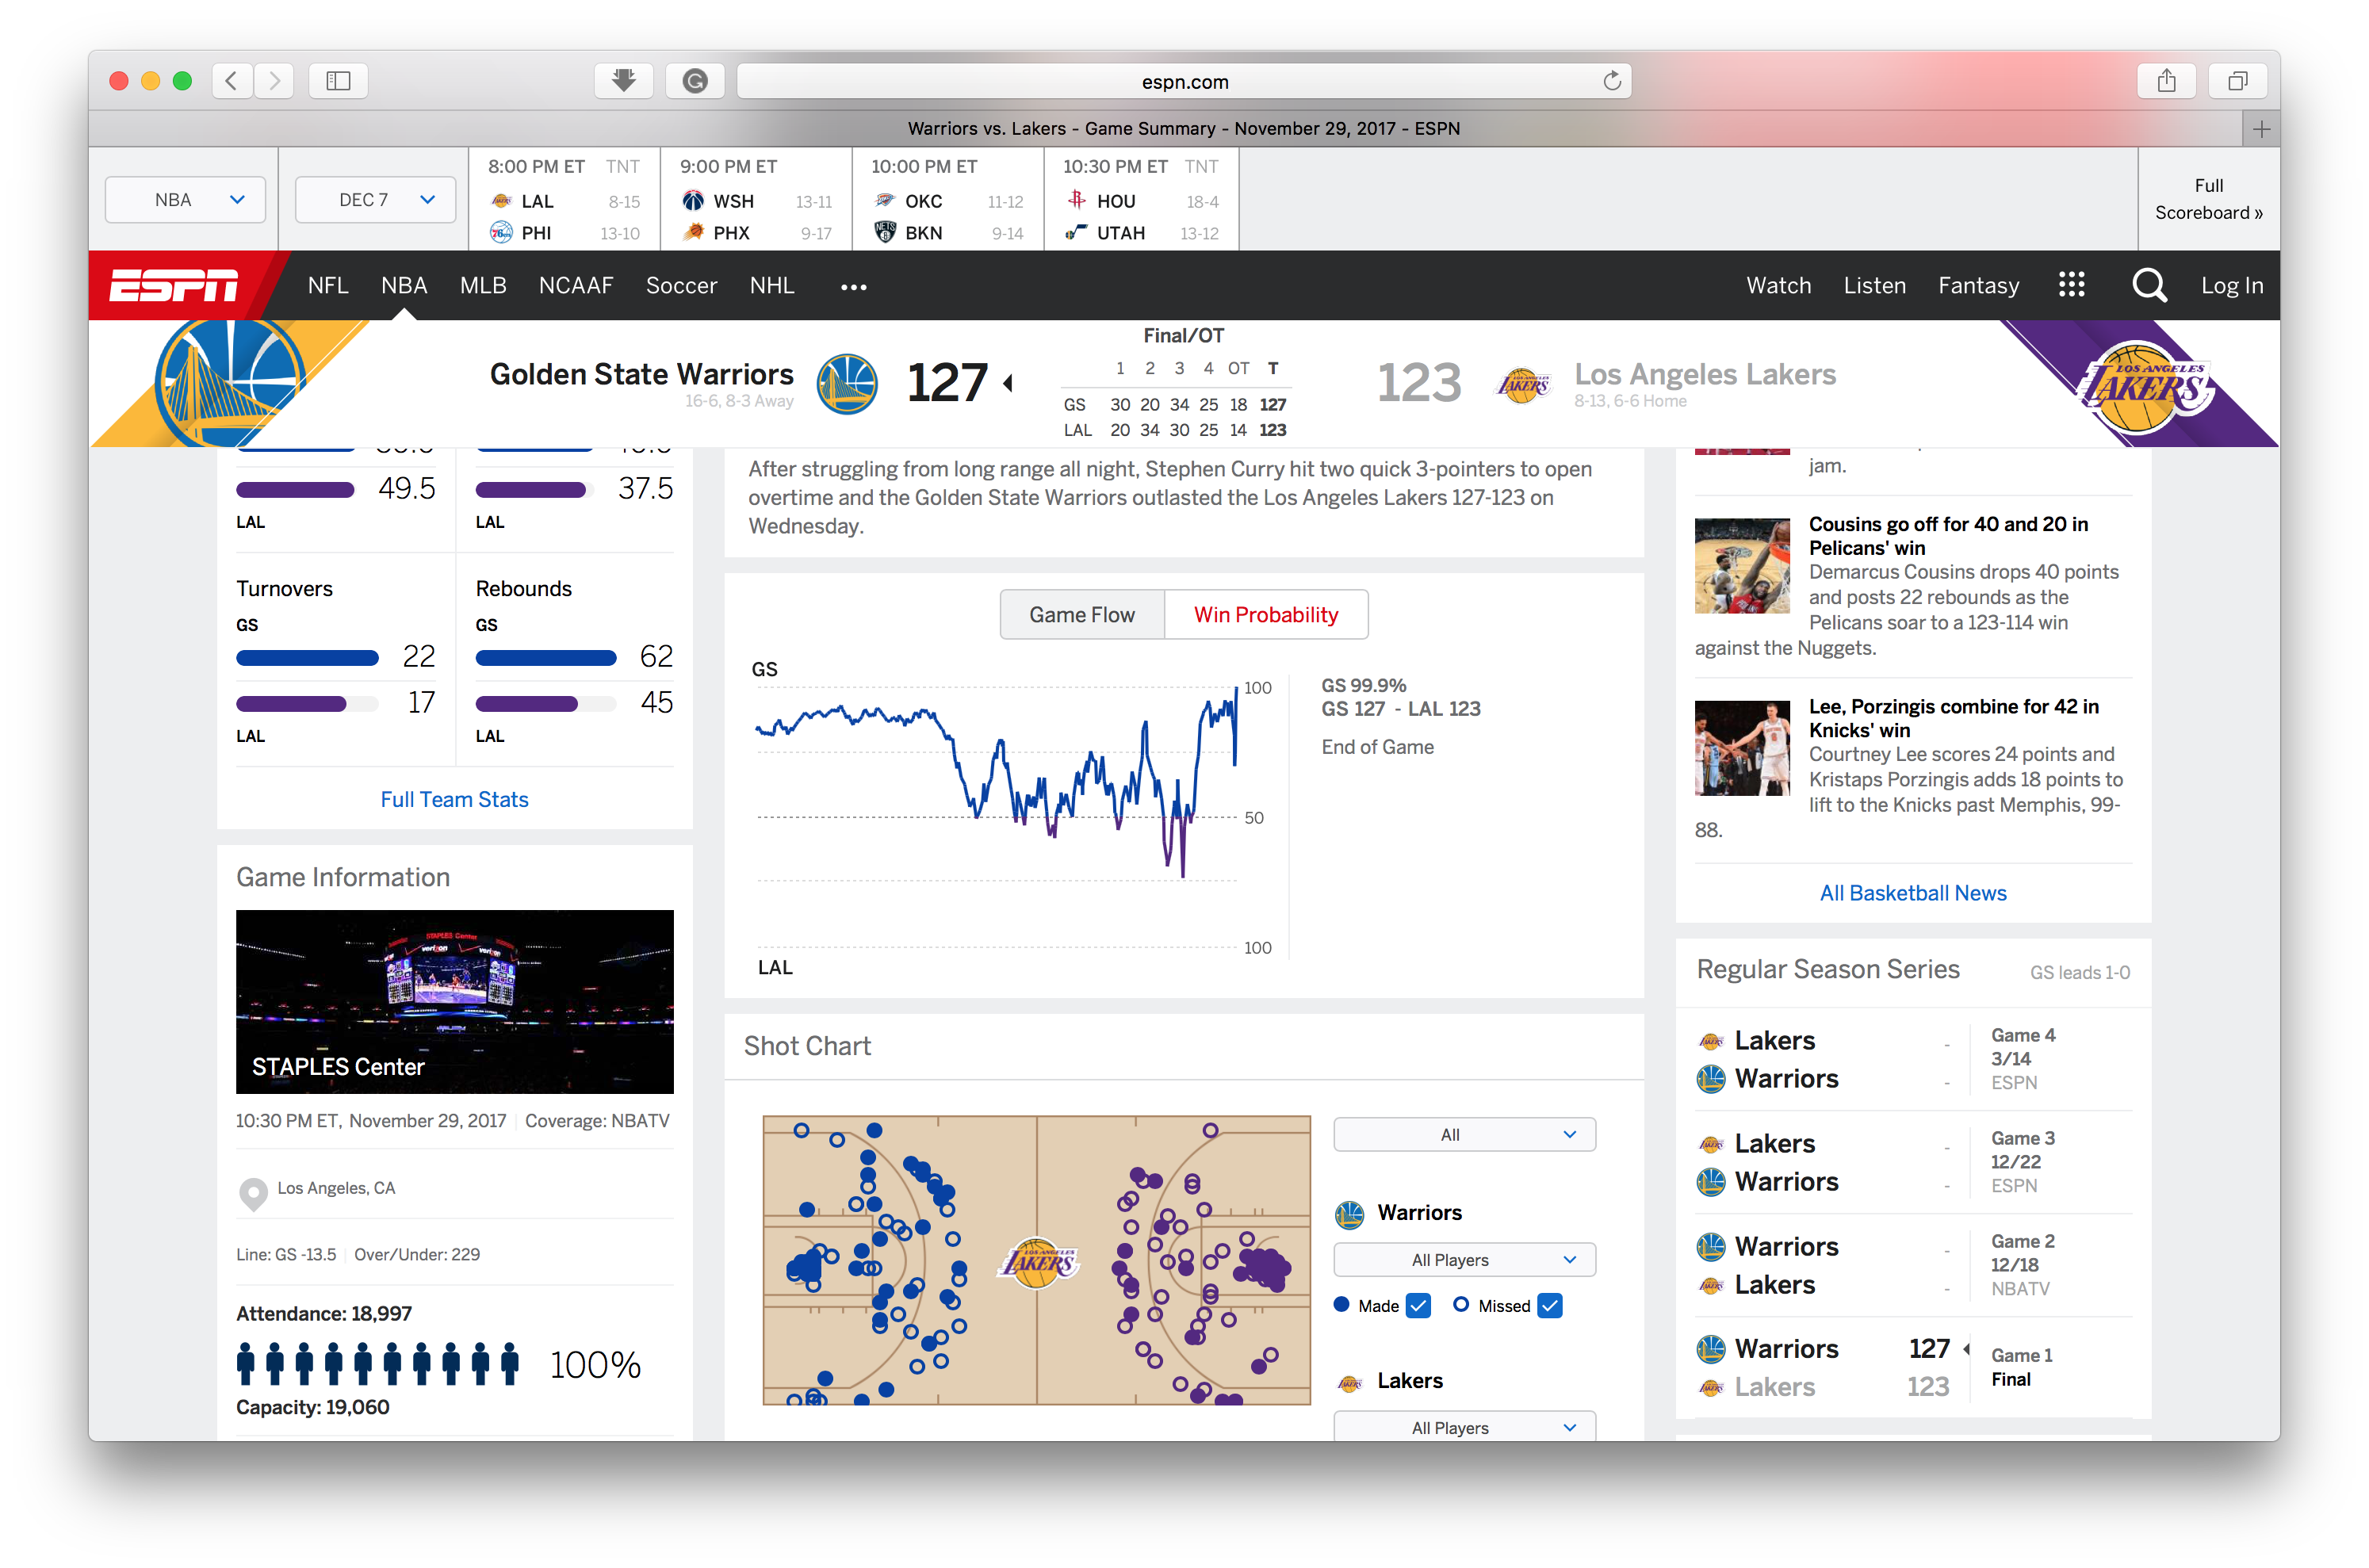 espn.com
Warriors vs. Lakers - Game Summary - November 29, 2017 - ESPN
NBA
DEC 7
8:00 PM ET TNT
LAL 8-15
PHI 13-10
9:00 PM ET
WSH 13-11
PHX 9-17
10:00 PM ET
OKC 11-12
BKN 9-14
10:30 PM ET TNT
HOU 18-4
UTAH 13-12
Full
Scoreboard »
ESPN NFL NBA MLB NCAAF Soccer NHL Watch Listen Fantasy Log In
Golden State Warriors
16-6, 8-3 Away
127
Final/OT
1 2 3 4 OT T
GS 30 20 34 25 18 127
LAL 20 34 30 25 14 123
123
LAKERS
Los Angeles Lakers
8-13, 6-6 Home
LOS ANGELES
LAKERS
49.5
LAL
37.5
LAL
Turnovers
GS
22
17
LAL
Rebounds
GS
62
45
LAL
Full Team Stats
Game Information
STAPLES Center
verizon
verizon
STAPLES Center
10:30 PM ET, November 29, 2017 Coverage: NBATV
Los Angeles, CA
Line: GS -13.5 Over/Under: 229
Attendance: 18,997
100%
Capacity: 19,060
After struggling from long range all night, Stephen Curry hit two quick 3-pointers to open
overtime and the Golden State Warriors outlasted the Los Angeles Lakers 127-123 on
Wednesday.
Game Flow Win Probability
GS
100
50
100
LAL
GS 99.9%
GS 127 - LAL 123
End of Game
Shot Chart
LOS ANGELES
LAKERS
All
Warriors
All Players
Made Missed
Lakers
All Players
jam.
Cousins go off for 40 and 20 in
Pelicans' win
Demarcus Cousins drops 40 points
and posts 22 rebounds as the
Pelicans soar to a 123-114 win
against the Nuggets.
Lee, Porzingis combine for 42 in
Knicks' win
Courtney Lee scores 24 points and
Kristaps Porzingis adds 18 points to
lift to the Knicks past Memphis, 99-
88.
All Basketball News
Regular Season Series GS leads 1-0
Lakers -
Warriors -
Game 4
3/14
ESPN
Lakers -
Warriors -
Game 3
12/22
ESPN
Warriors -
Lakers -
Game 2
12/18
NBATV
Warriors 127
Lakers 123
Game 1
Final